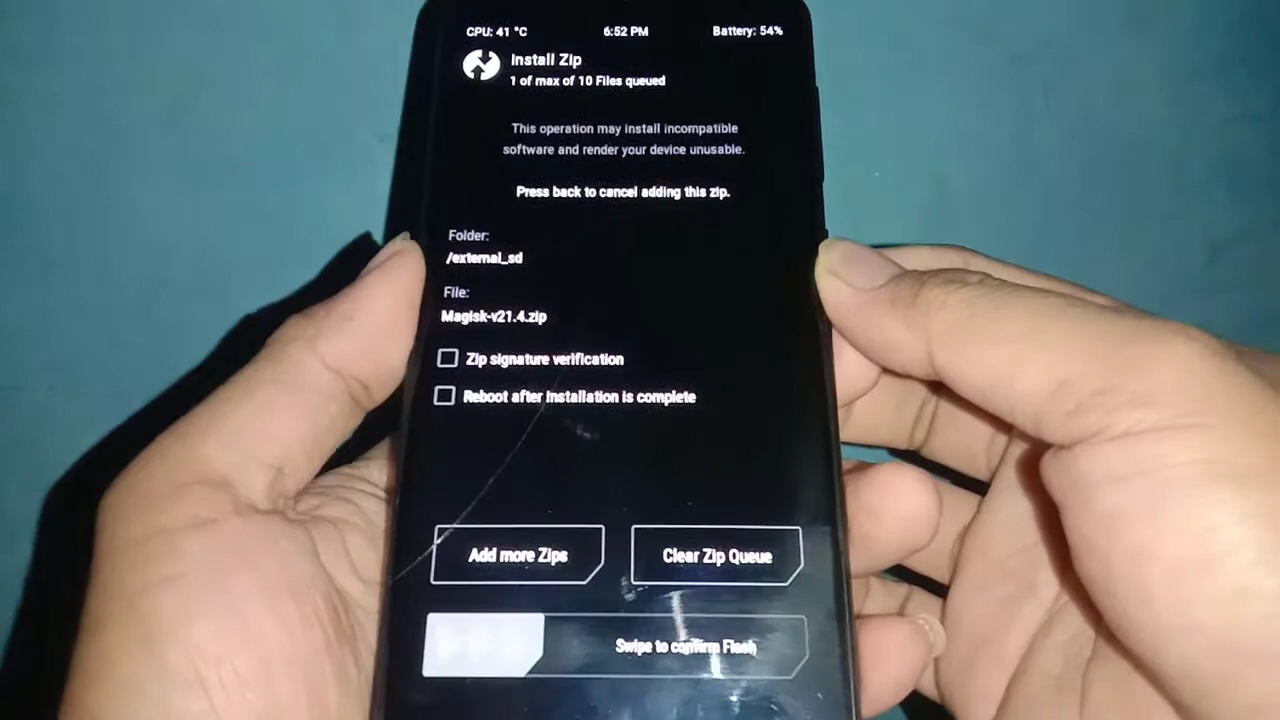 CPU: 41 °C 6:52 PM Battery: 54%
Install Zip
1 of max of 10 Files queued
This operation may install incompatible
software and render your device unusable.
Press back to cancel adding this zip.
Folder:
/external_sd
File:
Magisk-v21.4.zip
Zip signature verification
Reboot after installation is complete
Add more Zips Clear Zip Queue
Swipe to confirm Flash